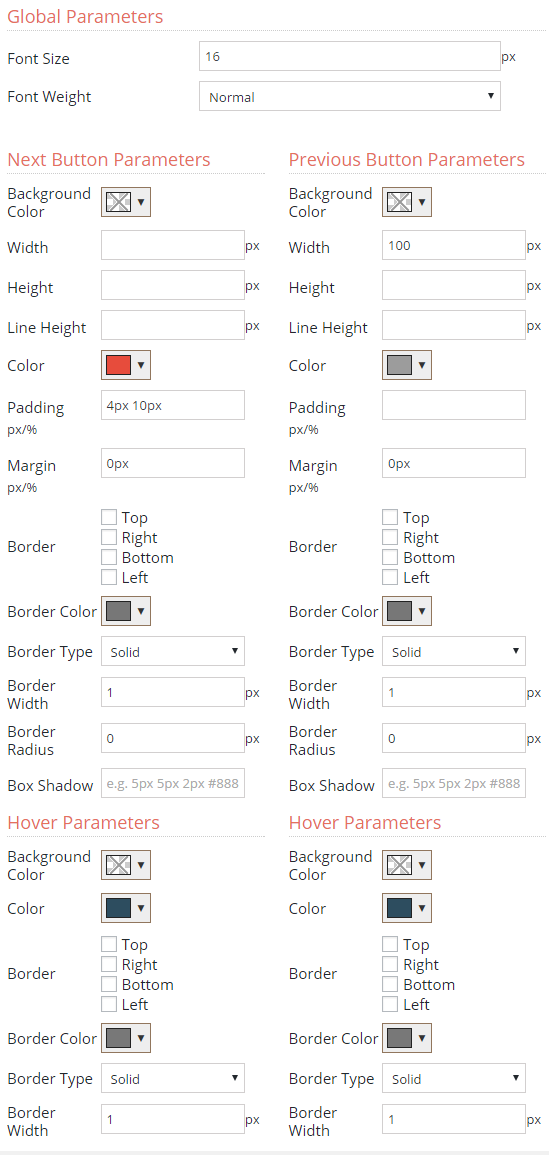 Global Parameters
Font Size 16 px
Font Weight Normal
Next Button Parameters
Background
Color
Width px
Height px
Line Height px
Color
Padding 4px 10px
px/%
Margin 0px
px/%
Border
Top
Right
Bottom
Left
Border Color
Border Type Solid
Border
Width 1 px
Border
Radius 0 px
Box Shadow e.g. 5px 5px 2px #888
Hover Parameters
Background
Color
Color
Border
Top
Right
Bottom
Left
Border Color
Border Type Solid
Border
Width 1 px
Previous Button Parameters
Background
Color
Width 100 px
Height px
Line Height px
Color
Padding
px/%
Margin 0px
px/%
Border
Top
Right
Bottom
Left
Border Color
Border Type Solid
Border
Width 1 px
Border
Radius 0 px
Box Shadow e.g. 5px 5px 2px #888
Hover Parameters
Background
Color
Color
Border
Top
Right
Bottom
Left
Border Color
Border Type Solid
Border
Width 1 px